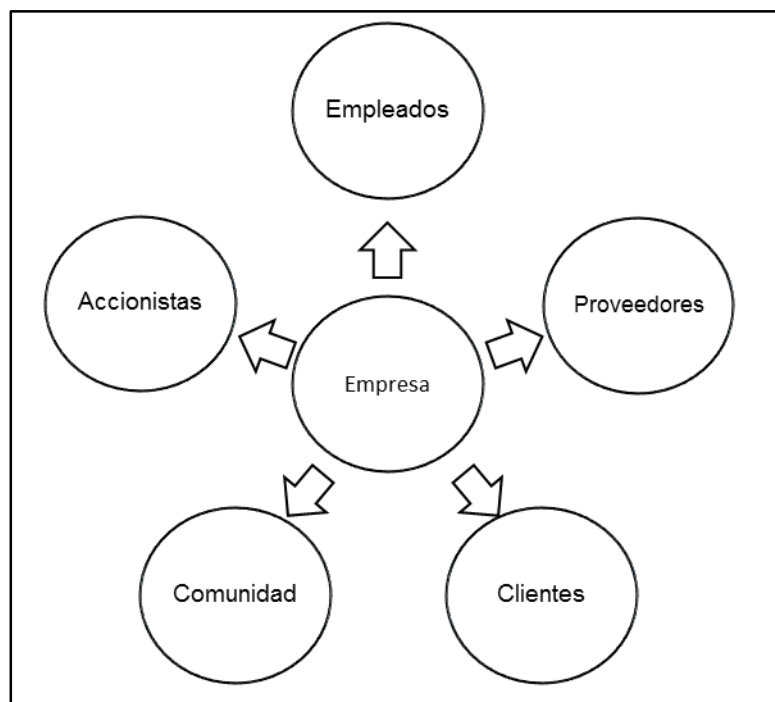 Empleados
Accionistas
Proveedores
Empresa
Comunidad
Clientes